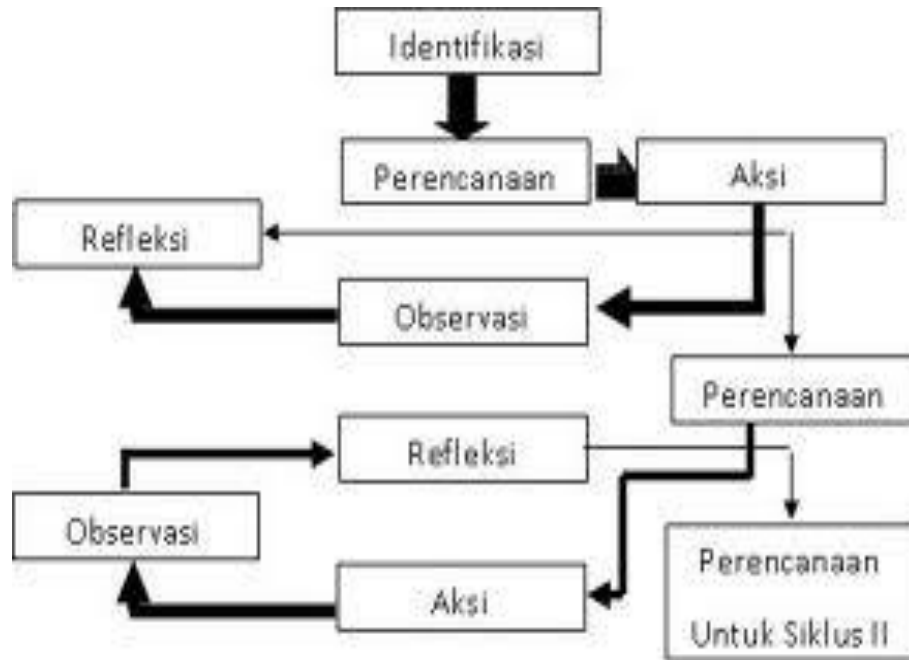 Identifikasi
Perencanaan
Aksi
Refleksi
Observasi
Perencanaan
Refleksi
Observasi
Aksi
Perencanaan
Untuk Siklus II